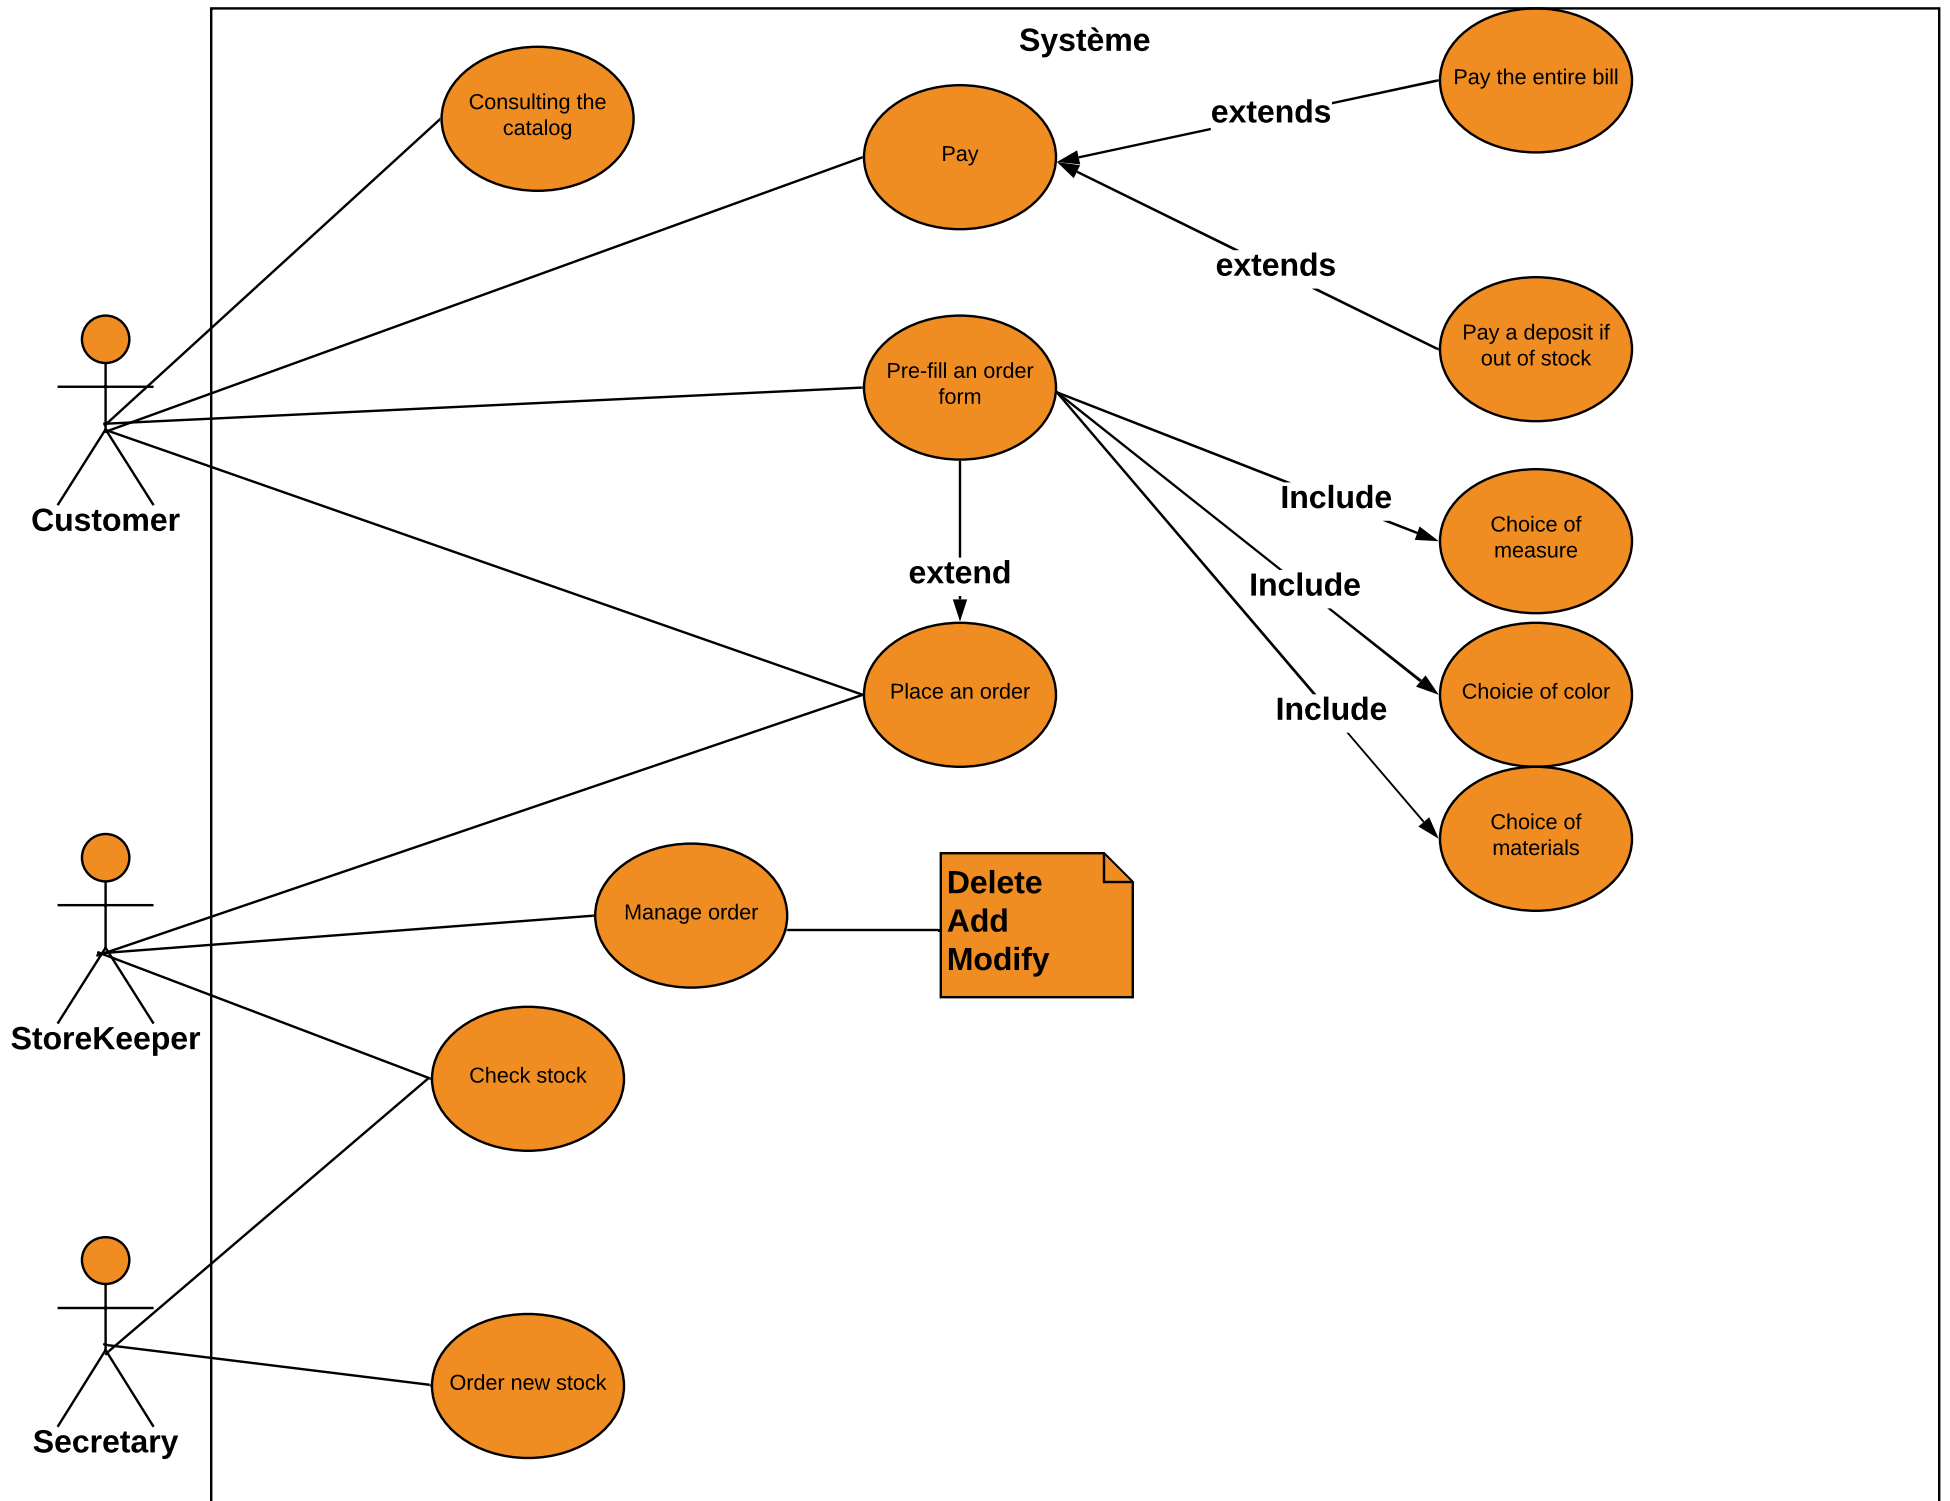 Système
Pay the entire bill
Consulting the
catalog
extends
Pay
extends
Pay a deposit if
out of stock
Pre-fill an order
form
Customer
Include
Choice of
measure
extend
Include
Place an order
Choicie of color
Include
Choice of
materials
Manage order
Delete
Add
Modify
StoreKeeper
Check stock
Order new stock
Secretary